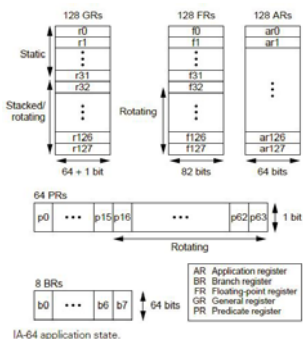 128 GRs
128 FRs
128 ARs
Static
r0
r1
r31
Stacked/
rotating
r32
r126
r127
64 + 1 bit
f0
f1
f31
Rotating
f32
f126
f127
82 bits
ar0
ar1
ar126
ar127
64 bits
64 PRs
p0
p15
p16
p62
p63
1 bit
Rotating
8 BRs
b0
b6
b7
64 bits
AR Application register
BR Branch register
FR Floating-point register
GR General register
PR Predicate register
IA-64 application state.